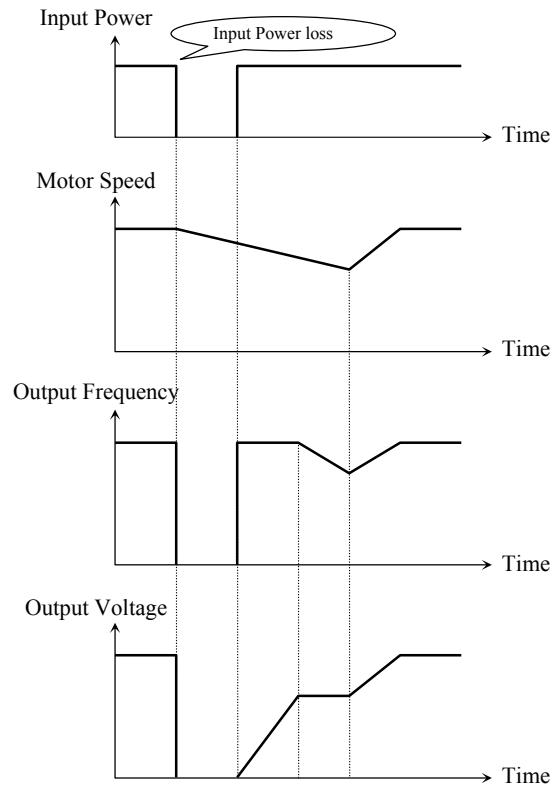 Input Power
Input Power loss
Time
Motor Speed
Time
Output Frequency
Time
Output Voltage
Time